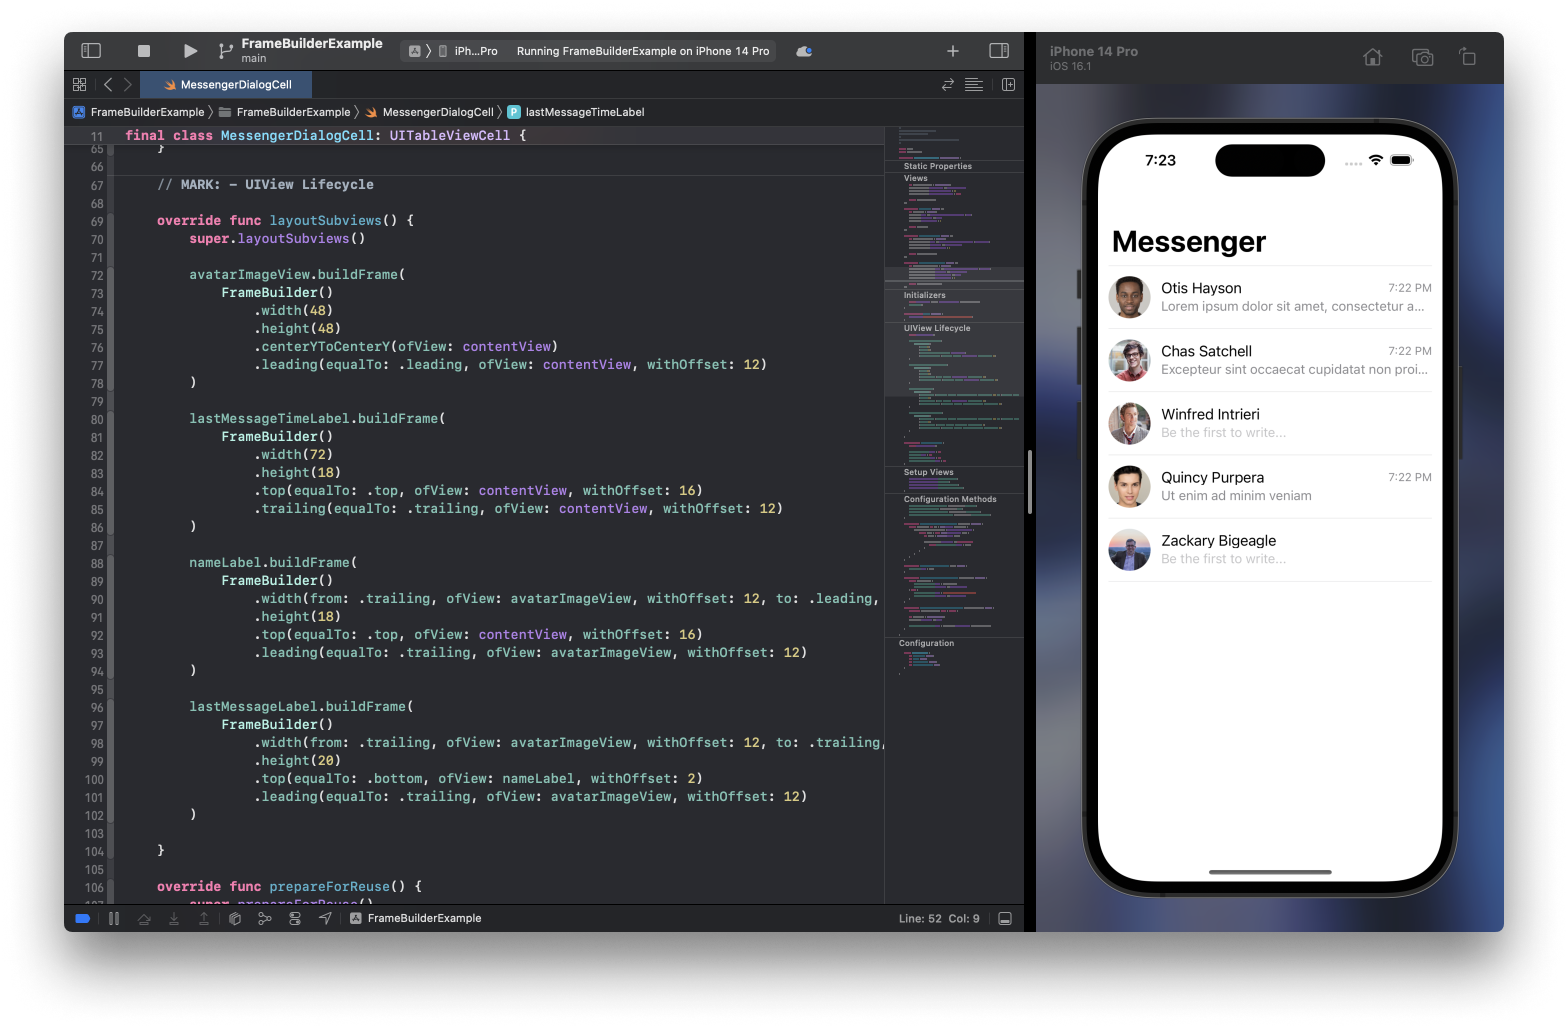 FrameBuilderExample
main
iPh...Pro
Running FrameBuilderExample on iPhone 14 Pro
MessengerDialogCell
FrameBuilderExample
FrameBuilderExample
MessengerDialogCell
P lastMessageTimeLabel
11 final class MessengerDialogCell: UITableViewCell {
65 }
66
67 // MARK: - UIView Lifecycle
68
69 override func layoutSubviews() {
70 super.layoutSubviews()
71
72 avatarImageView.buildFrame(
73 FrameBuilder()
74 .width(48)
75 .height(48)
76 .centerYToCenterY(ofView: contentView)
77 .leading(equalTo: .leading, ofView: contentView, withOffset: 12)
78 )
79
80 lastMessageTimeLabel.buildFrame(
81 FrameBuilder()
82 .width(72)
83 .height(18)
84 .top(equalTo: .top, ofView: contentView, withOffset: 16)
85 .trailing(equalTo: .trailing, ofView: contentView, withOffset: 12)
86 )
87
88 nameLabel.buildFrame(
89 FrameBuilder()
90 .width(from: .trailing, ofView: avatarImageView, withOffset: 12, to: .leading,
91 .height(18)
92 .top(equalTo: .top, ofView: contentView, withOffset: 16)
93 .leading(equalTo: .trailing, ofView: avatarImageView, withOffset: 12)
94 )
95
96 lastMessageLabel.buildFrame(
97 FrameBuilder()
98 .width(from: .trailing, ofView: avatarImageView, withOffset: 12, to: .trailing,
99 .height(20)
100 .top(equalTo: .bottom, ofView: nameLabel, withOffset: 2)
101 .leading(equalTo: .trailing, ofView: avatarImageView, withOffset: 12)
102 )
103
104 }
105
106 override func prepareForReuse() {
107 super.prepareForReuse()
Static Properties
Views
Initializers
UIView Lifecycle
Setup Views
Configuration Methods
Configuration
FrameBuilderExample
Line: 52 Col: 9
iPhone 14 Pro
iOS 16.1
7:23
Messenger
Otis Hayson
7:22 PM
Lorem ipsum dolor sit amet, consectetur a...
Chas Satchell
7:22 PM
Excepteur sint occaecat cupidatat non proi...
Winfred Intrieri
Be the first to write...
Quincy Purpera
7:22 PM
Ut enim ad minim veniam
Zackary Bigeagle
Be the first to write...